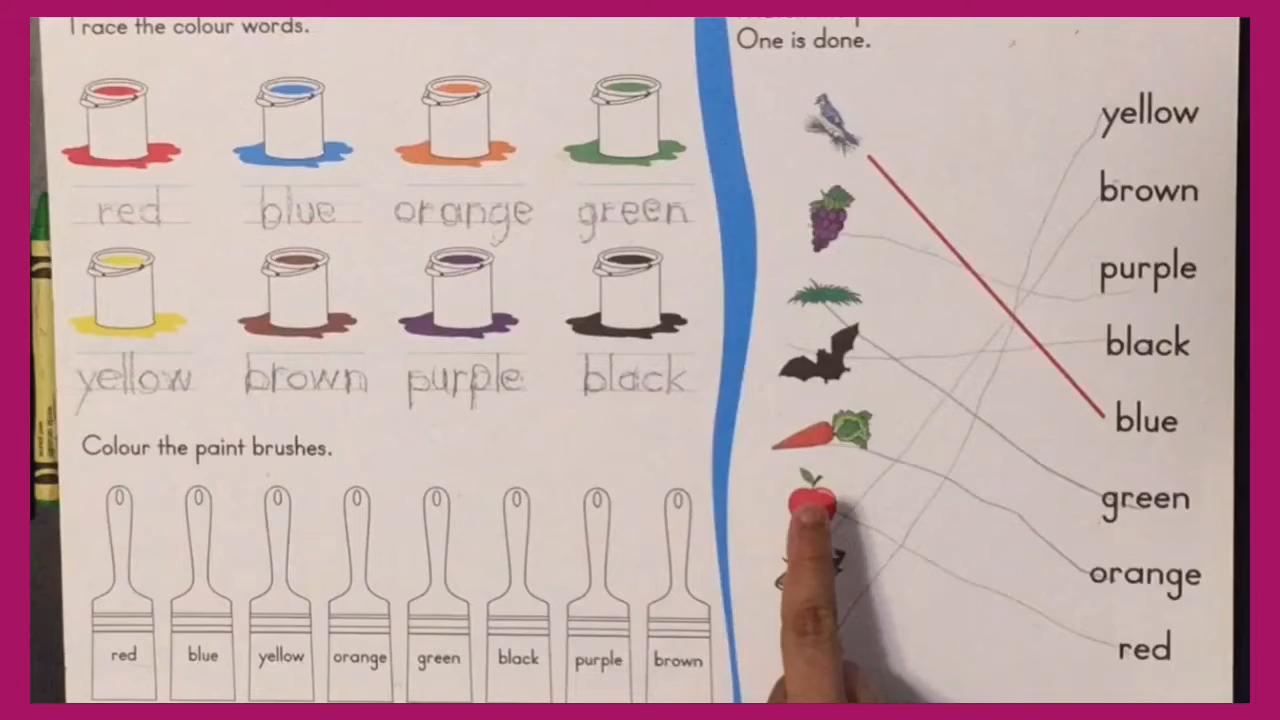 Trace the colour words.
red blue orange green
yellow brown purple black
Colour the paint brushes.
red blue yellow orange green black purple brown
One is done.
yellow
brown
purple
black
blue
green
orange
red